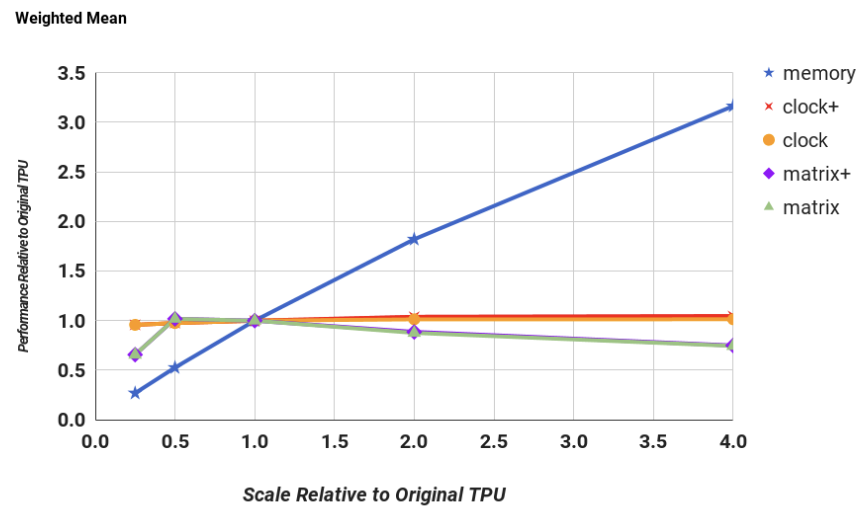 Weighted Mean
3.5
3.0
2.5
2.0
1.5
1.0
0.5
0.0
Performance Relative to Original TPU
0.0 0.5 1.0 1.5 2.0 2.5 3.0 3.5 4.0
Scale Relative to Original TPU
memory
clock+
clock
matrix+
matrix